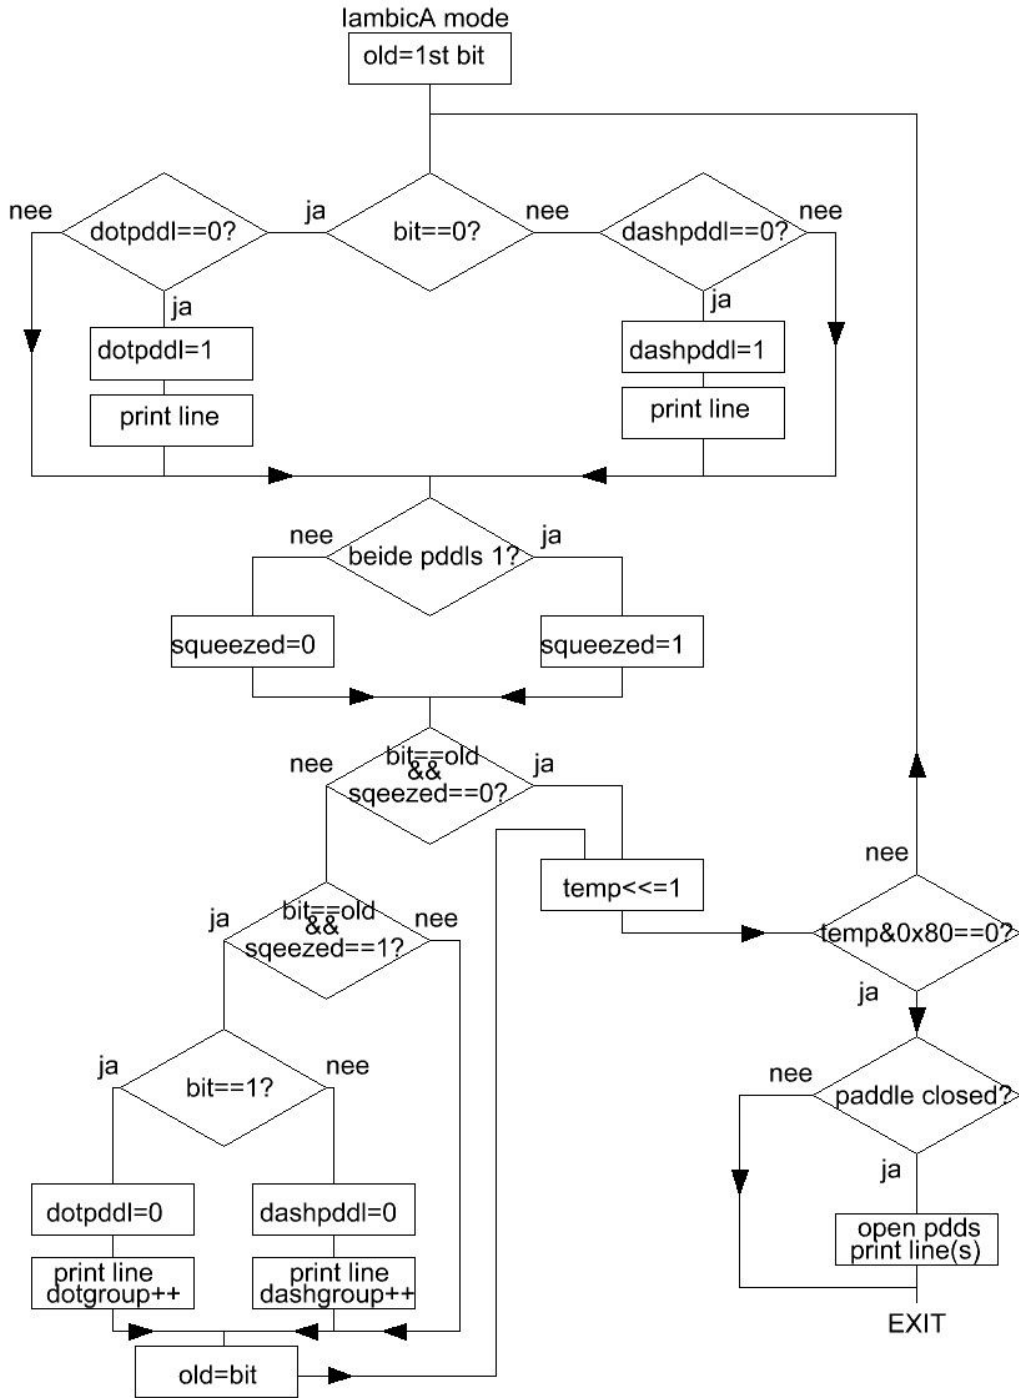 IambicA mode
old=1st bit
nee
dotpddl==0?
ja
bit==0?
nee
dashpddl==0?
nee
ja
dotpddl=1
print line
ja
dashpddl=1
print line
nee
beide pddls 1?
ja
squeezed=0
squeezed=1
nee
bit==old
&&
sqeezed==0?
ja
temp<<=1
nee
temp&0x80==0?
ja
ja
bit==old
&&
sqeezed==1?
nee
ja
bit==1?
nee
nee
paddle closed?
ja
dotpddl=0
dashpddl=0
print line
dotgroup++
print line
dashgroup++
open pdds
print line(s)
EXIT
old=bit